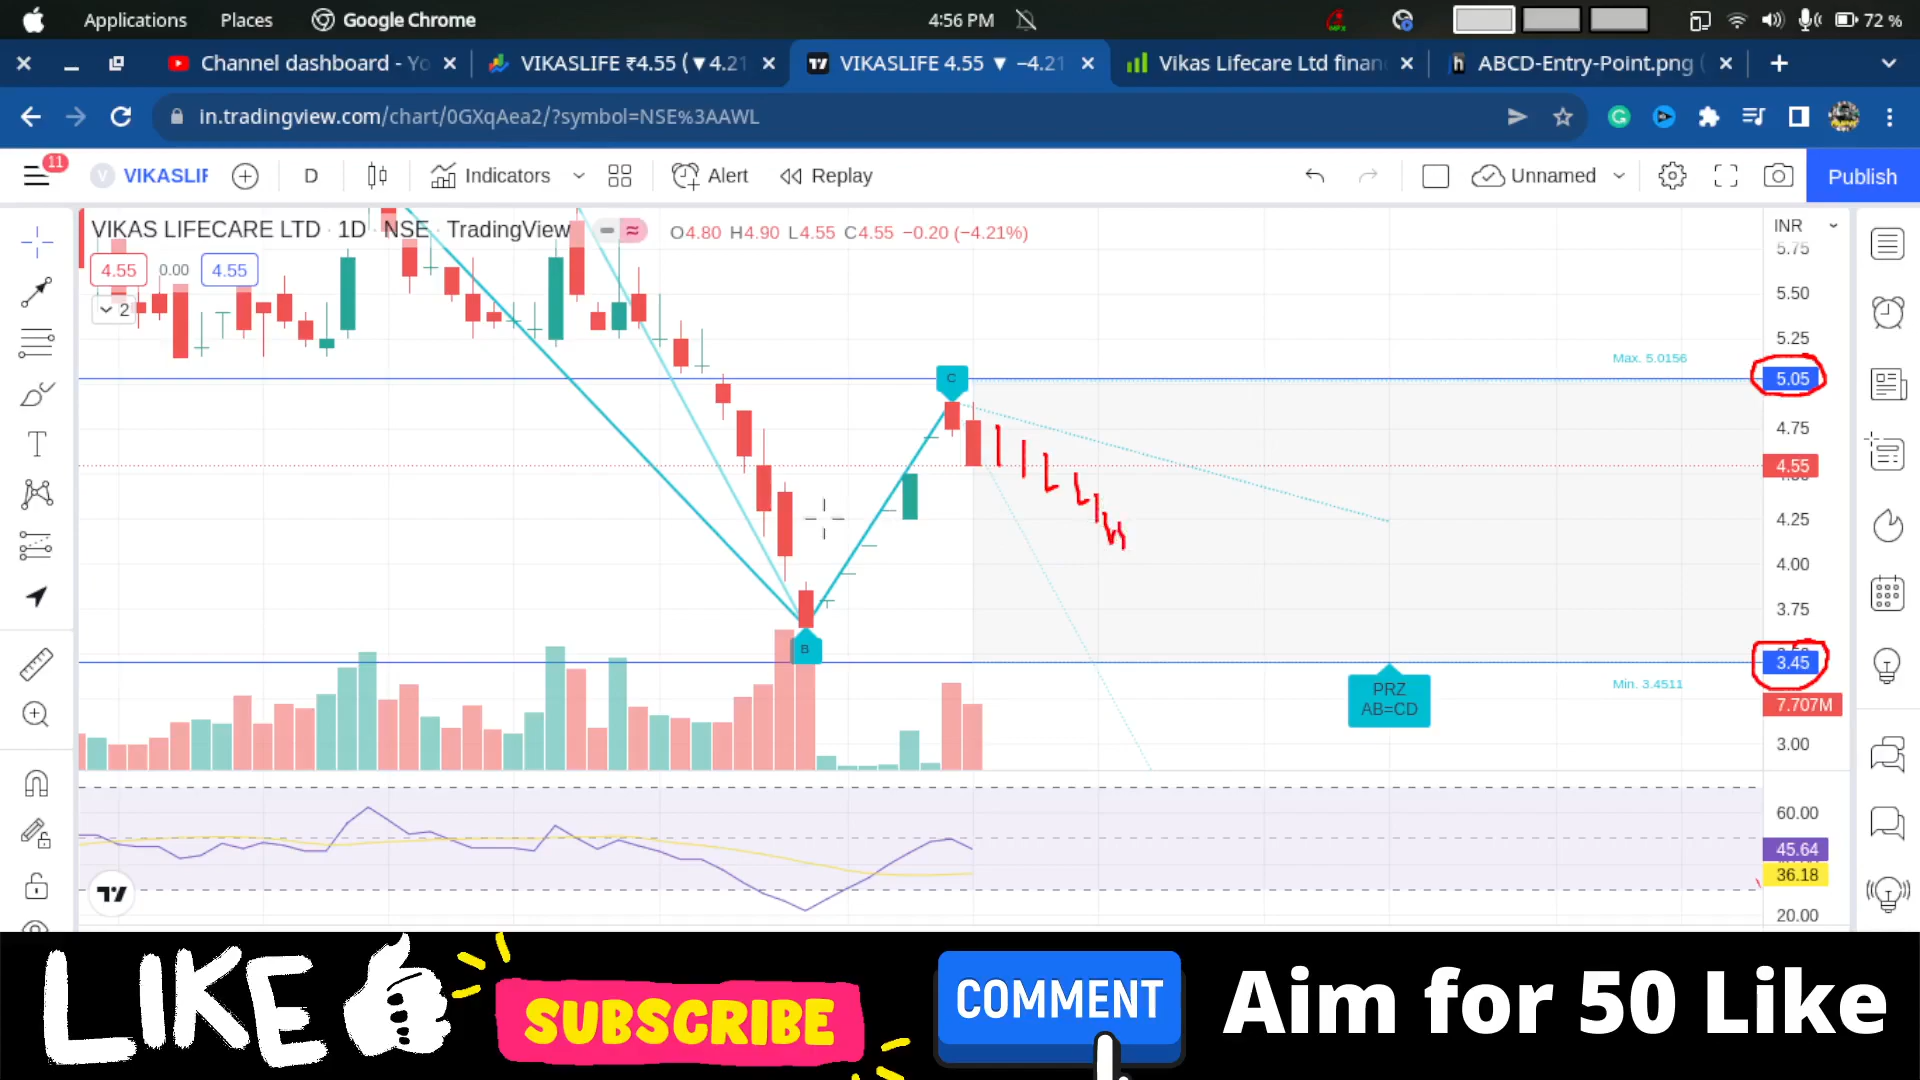 Applications Places Google Chrome 4:56 PM 72 %
Channel dashboard - Yo VIKASLIFE ₹4.55 (▼4.21 VIKASLIFE 4.55 ▼ −4.21 Vikas Lifecare Ltd finan ABCD-Entry-Point.png (
in.tradingview.com/chart/0GXqAea2/?symbol=NSE%3AAWL
11
V VIKASLIF D Indicators Alert Replay Unnamed Publish
VIKAS LIFECARE LTD · 1D · NSE · TradingView O4.80 H4.90 L4.55 C4.55 −0.20 (−4.21%) INR
5.75
4.55 0.00 4.55
5.50
2
5.25
Max. 5.0156
C 5.05
4.75
4.55
4.25
4.00
3.75
B
3.45
Min. 3.4511
PRZ
AB=CD
7.707M
3.00
60.00
45.64
36.18
20.00
LIKE SUBSCRIBE COMMENT Aim for 50 Like